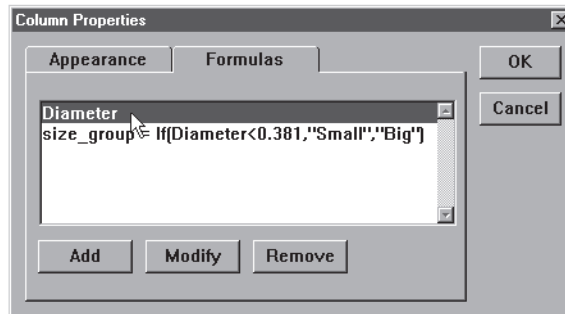 Column Properties
Appearance
Formulas
OK
Cancel
Diameter
size_group = If(Diameter<0.381,"Small","Big")
Add
Modify
Remove